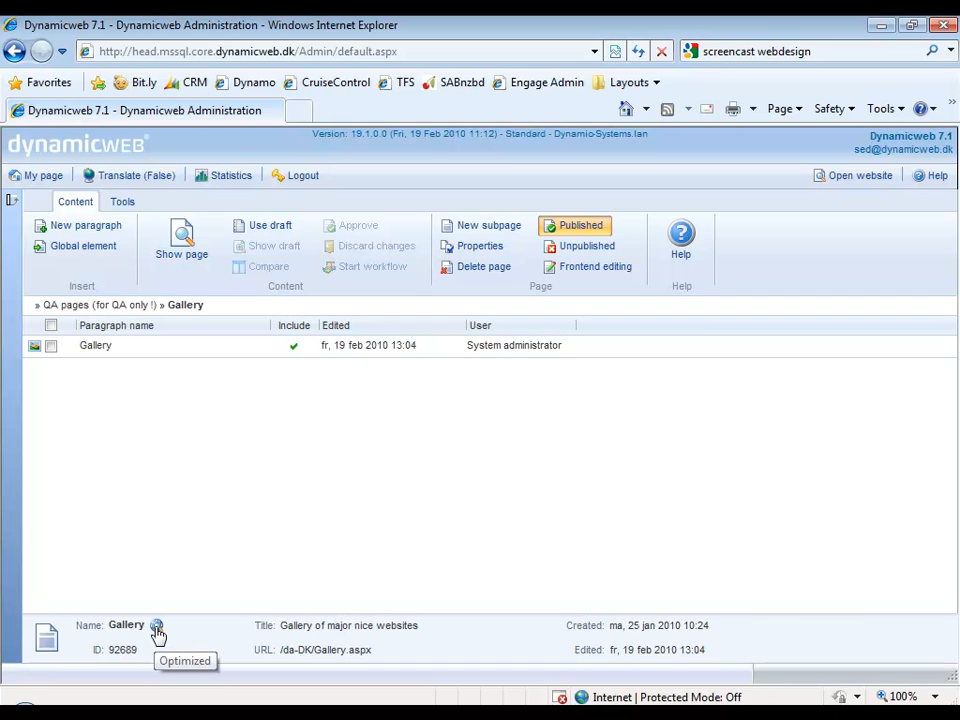 Dynamicweb 7.1 - Dynamicweb Administration - Windows Internet Explorer
http://head.mssql.core.dynamicweb.dk/Admin/default.aspx
screencast webdesign
Favorites Bit.ly CRM Dynamo CruiseControl TFS SABnzbd Engage Admin Layouts
Dynamicweb 7.1 - Dynamicweb Administration
Page Safety Tools
dynamicWEB
Version: 19.1.0.0 (Fri, 19 Feb 2010 11:12) - Standard - Dynamic-Systems.lan
Dynamicweb 7.1
sed@dynamicweb.dk
My page Translate (False) Statistics Logout Open website Help
Content Tools
New paragraph Use draft Approve New subpage Published
Global element Show page Show draft Discard changes Properties Unpublished Help
Compare Start workflow Delete page Frontend editing
Insert Content Page Help
» QA pages (for QA only !) » Gallery
Paragraph name Include Edited User
Gallery fr, 19 feb 2010 13:04 System administrator
Name: Gallery Title: Gallery of major nice websites Created: ma, 25 jan 2010 10:24
ID: 92689 URL: /da-DK/Gallery.aspx Edited: fr, 19 feb 2010 13:04
Optimized
Internet | Protected Mode: Off 100%